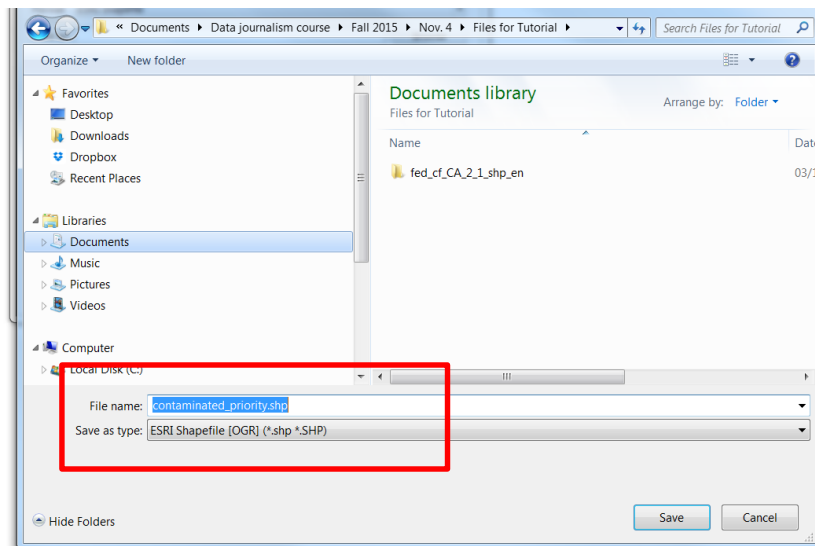 « Documents ▸ Data journalism course ▸ Fall 2015 ▸ Nov. 4 ▸ Files for Tutorial ▸ Search Files for Tutorial
Organize New folder
Favorites
Desktop
Downloads
Dropbox
Recent Places
Libraries
Documents
Music
Pictures
Videos
Computer
Local Disk (C:)
Documents library
Files for Tutorial
Arrange by: Folder
Name Date
fed_cf_CA_2_1_shp_en 03/1
File name: contaminated_priority.shp
Save as type: ESRI Shapefile [OGR] (*.shp *.SHP)
Hide Folders Save Cancel